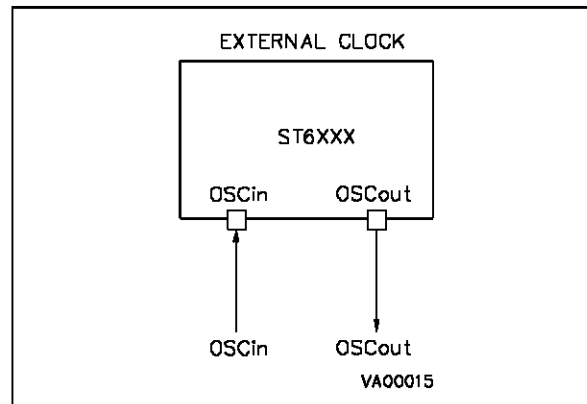 EXTERNAL CLOCK
ST6XXX
OSCin OSCout
OSCin OSCout
VA00015